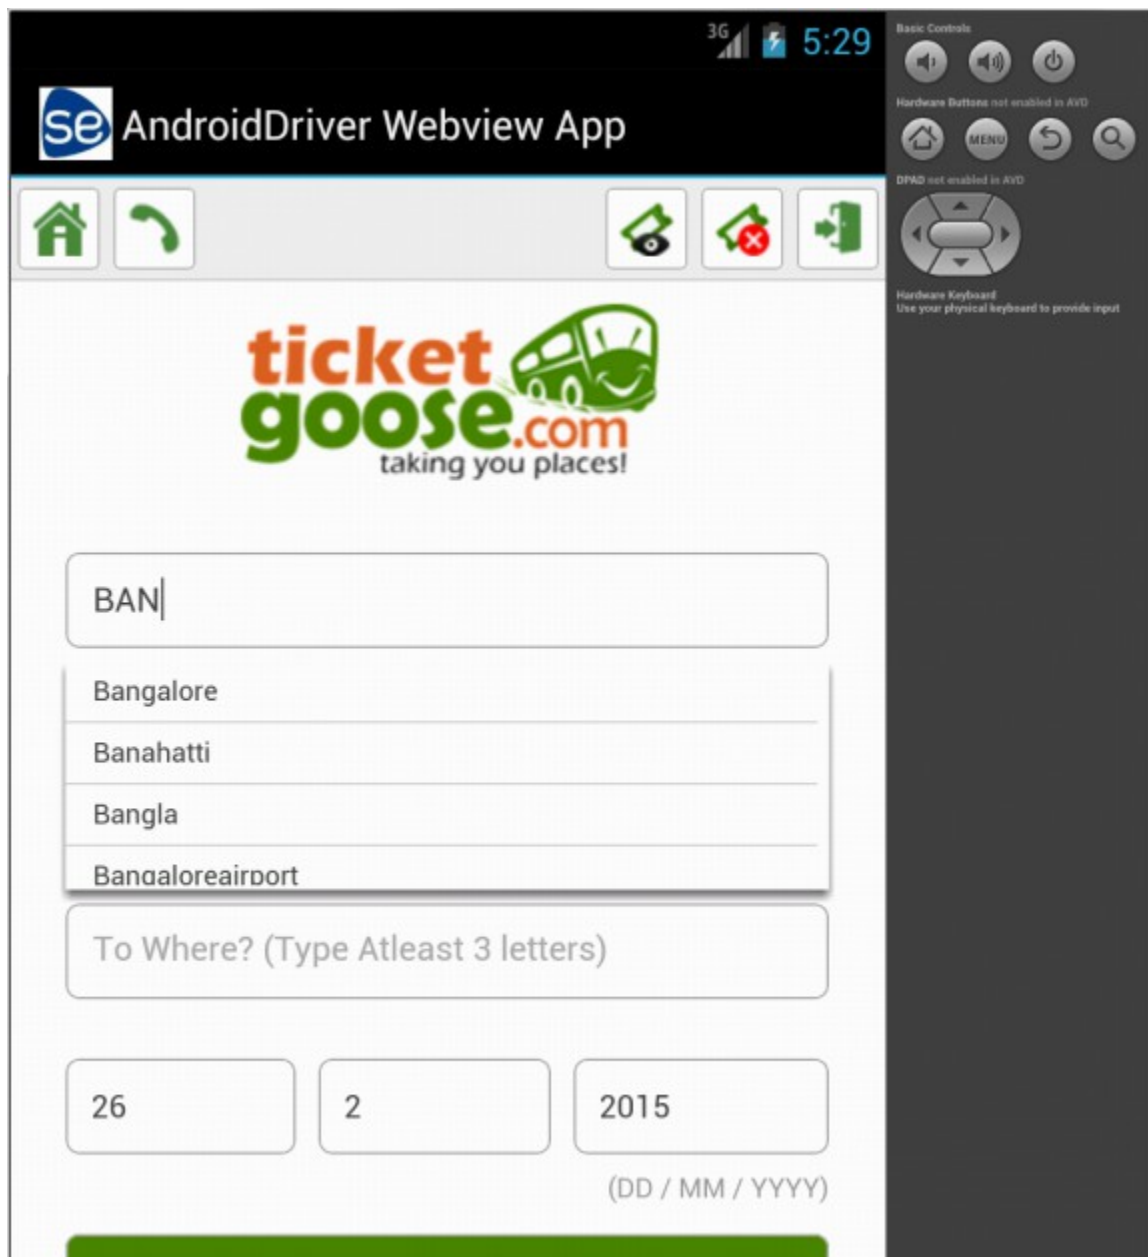 3G 5:29
se AndroidDriver Webview App
ticket
goose.com
taking you places!
BAN
Bangalore
Banahatti
Bangla
Bangaloreairport
To Where? (Type Atleast 3 letters)
26 2 2015
(DD / MM / YYYY)
Basic Controls
Hardware Buttons not enabled in AVD
MENU
DPAD not enabled in AVD
Hardware Keyboard
Use your physical keyboard to provide input